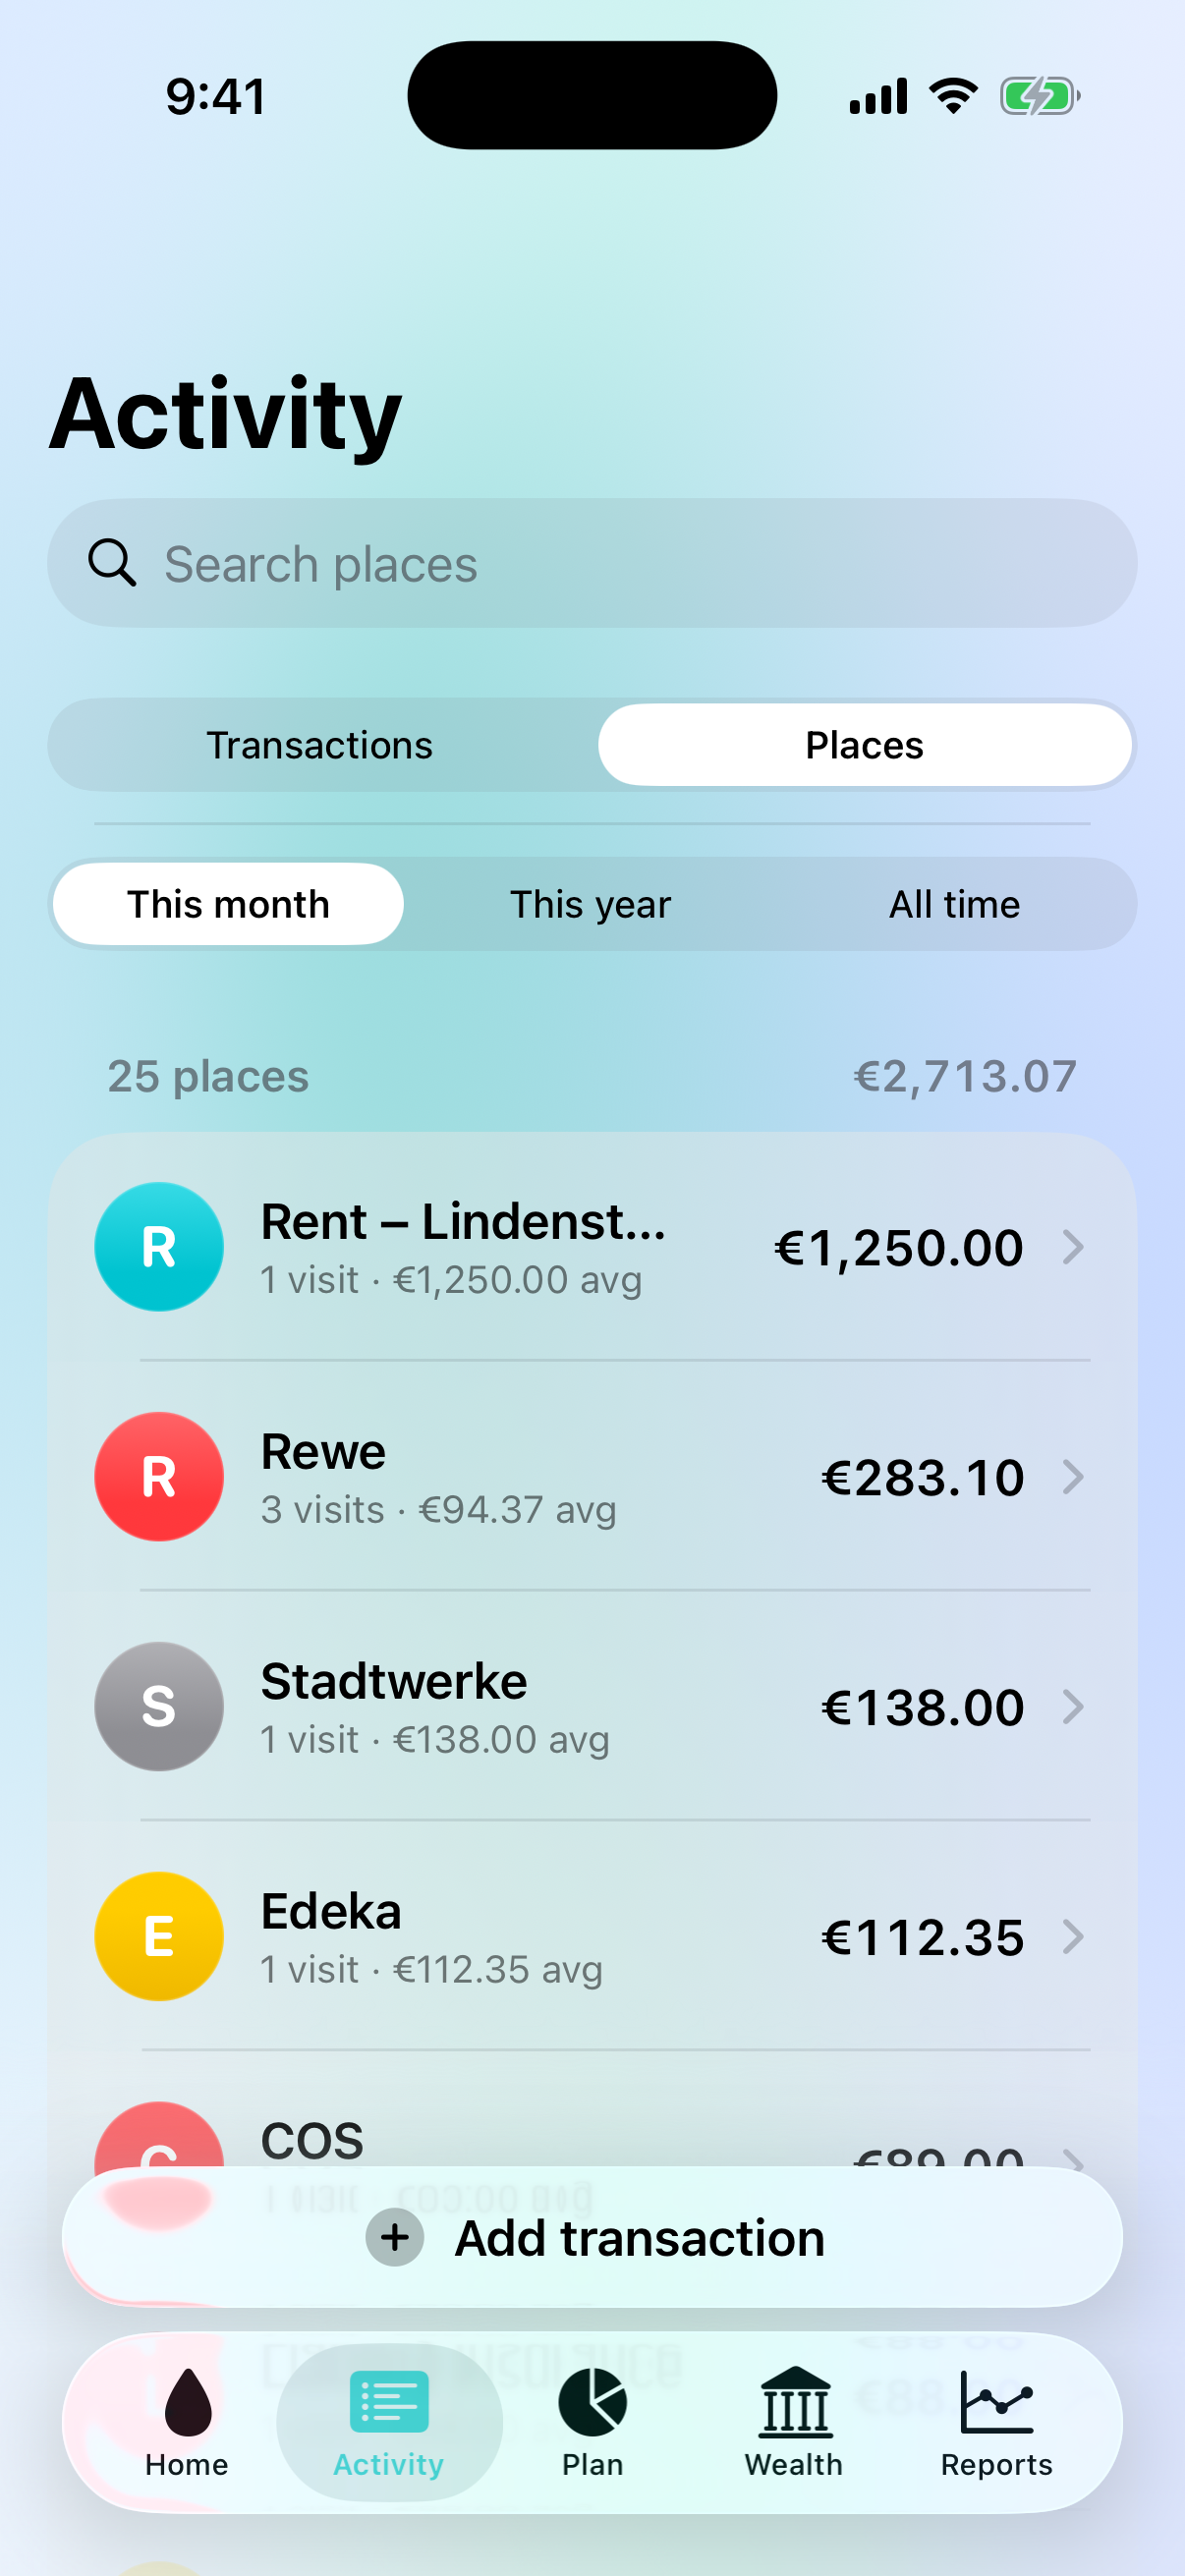 9:41
Activity
Search places
Transactions
Places
This month
This year
All time
25 places
€2,713.07
R
Rent – Lindenst...
1 visit · €1,250.00 avg
€1,250.00
R
Rewe
3 visits · €94.37 avg
€283.10
S
Stadtwerke
1 visit · €138.00 avg
€138.00
E
Edeka
1 visit · €112.35 avg
€112.35
C
COS
€89.00
Add transaction
Home
Activity
Plan
Wealth
Reports